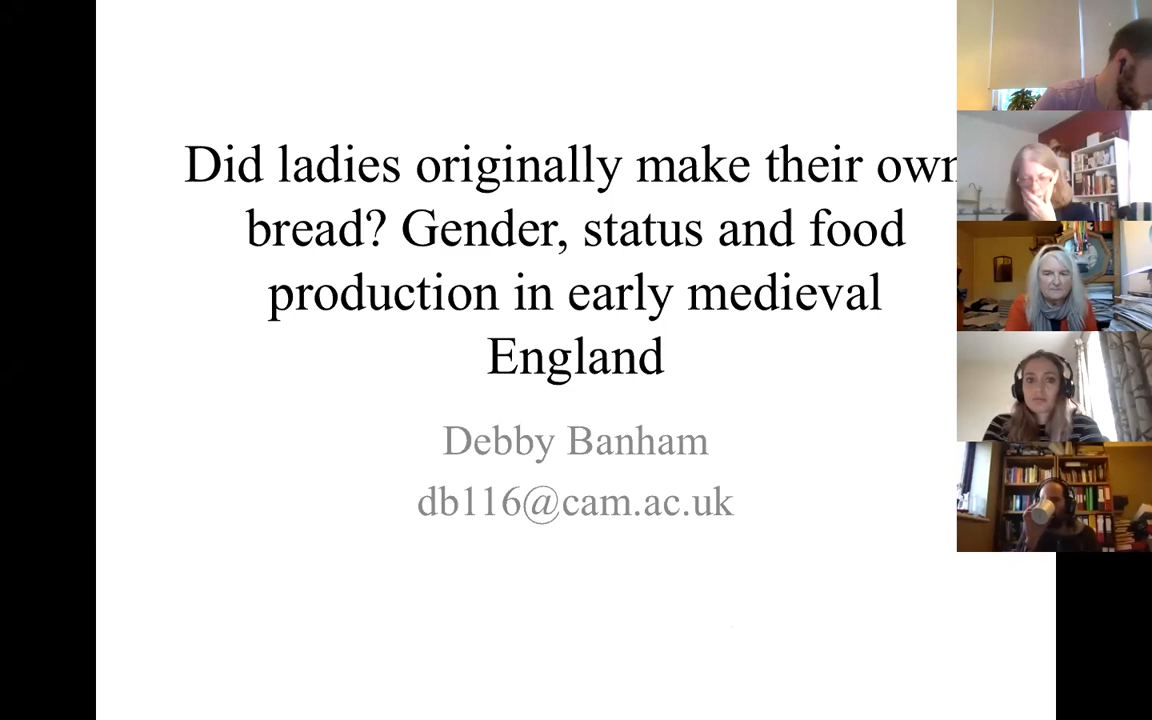 Did ladies originally make their own
bread? Gender, status and food
production in early medieval
England
Debby Banham
db116@cam.ac.uk